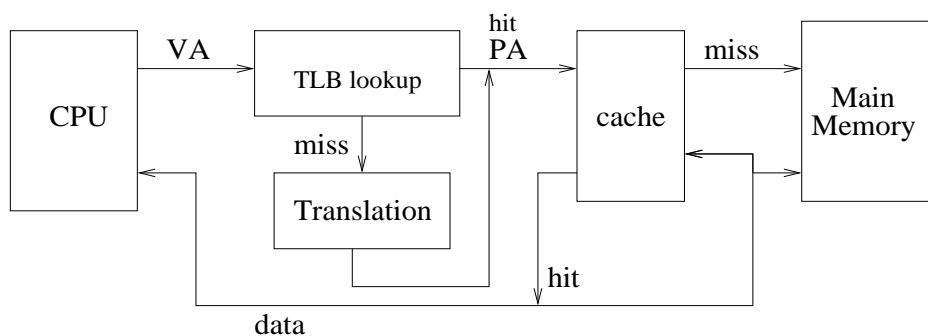 CPU
VA
TLB lookup
miss
Translation
hit
PA
cache
miss
Main
Memory
hit
data